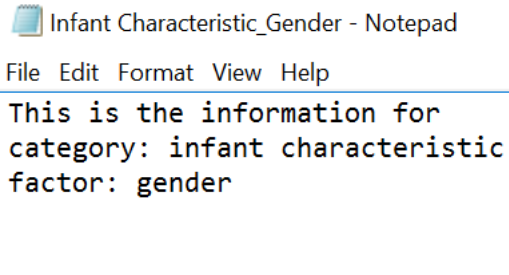 Infant Characteristic_Gender - Notepad
File Edit Format View Help
This is the information for
category: infant characteristic
factor: gender